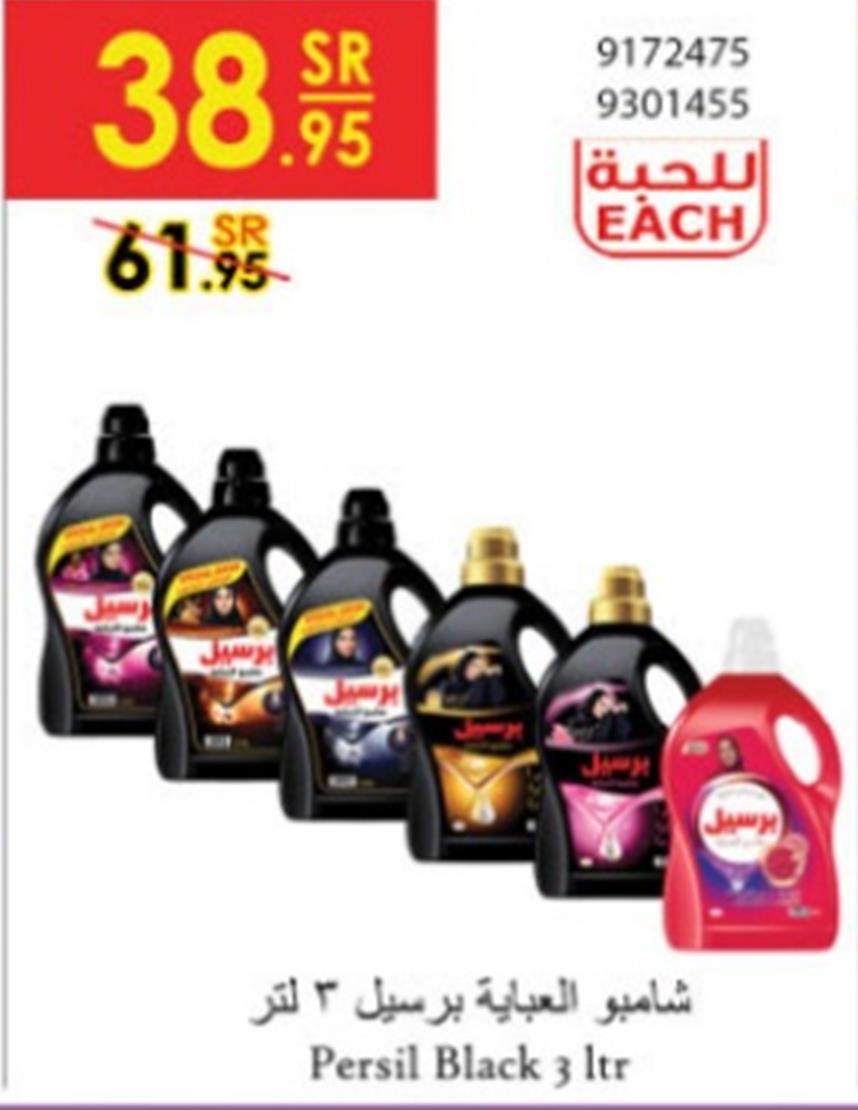 38.95 SR
61.95 SR
9172475
9301455
للحبة
EACH
برسيل
برسيل
برسيل
برسيل
برسيل
برسيل
شامبو العباية برسيل ٣ لتر
Persil Black 3 ltr